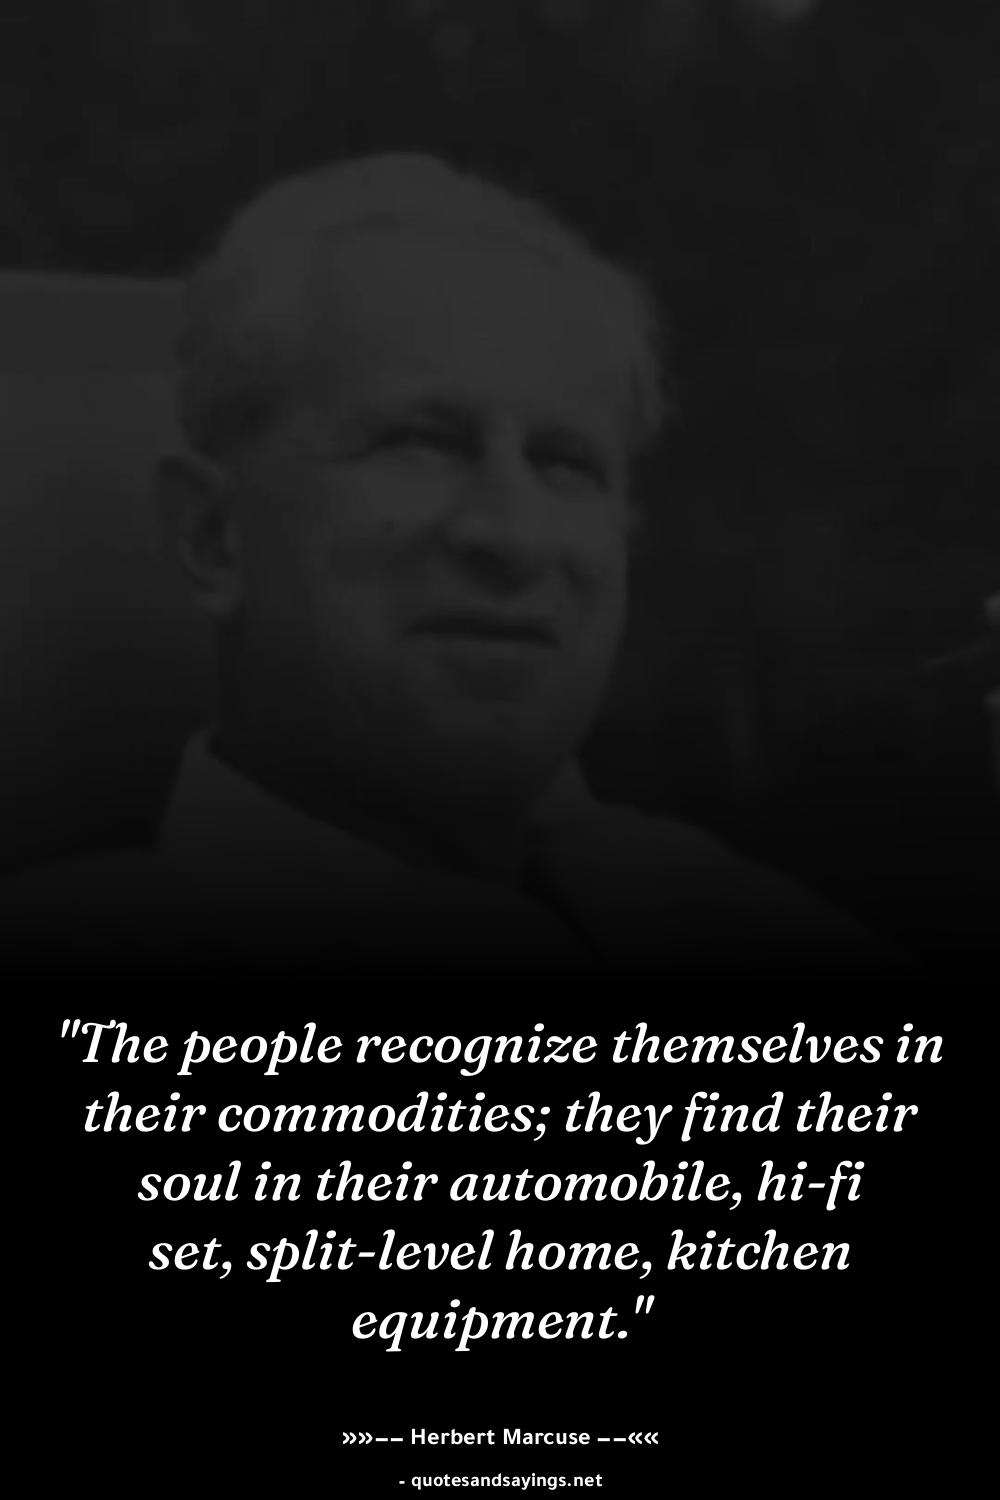 "The people recognize themselves in
their commodities; they find their
soul in their automobile, hi-fi
set, split-level home, kitchen
equipment."
»»–– Herbert Marcuse ––««
- quotesandsayings.net